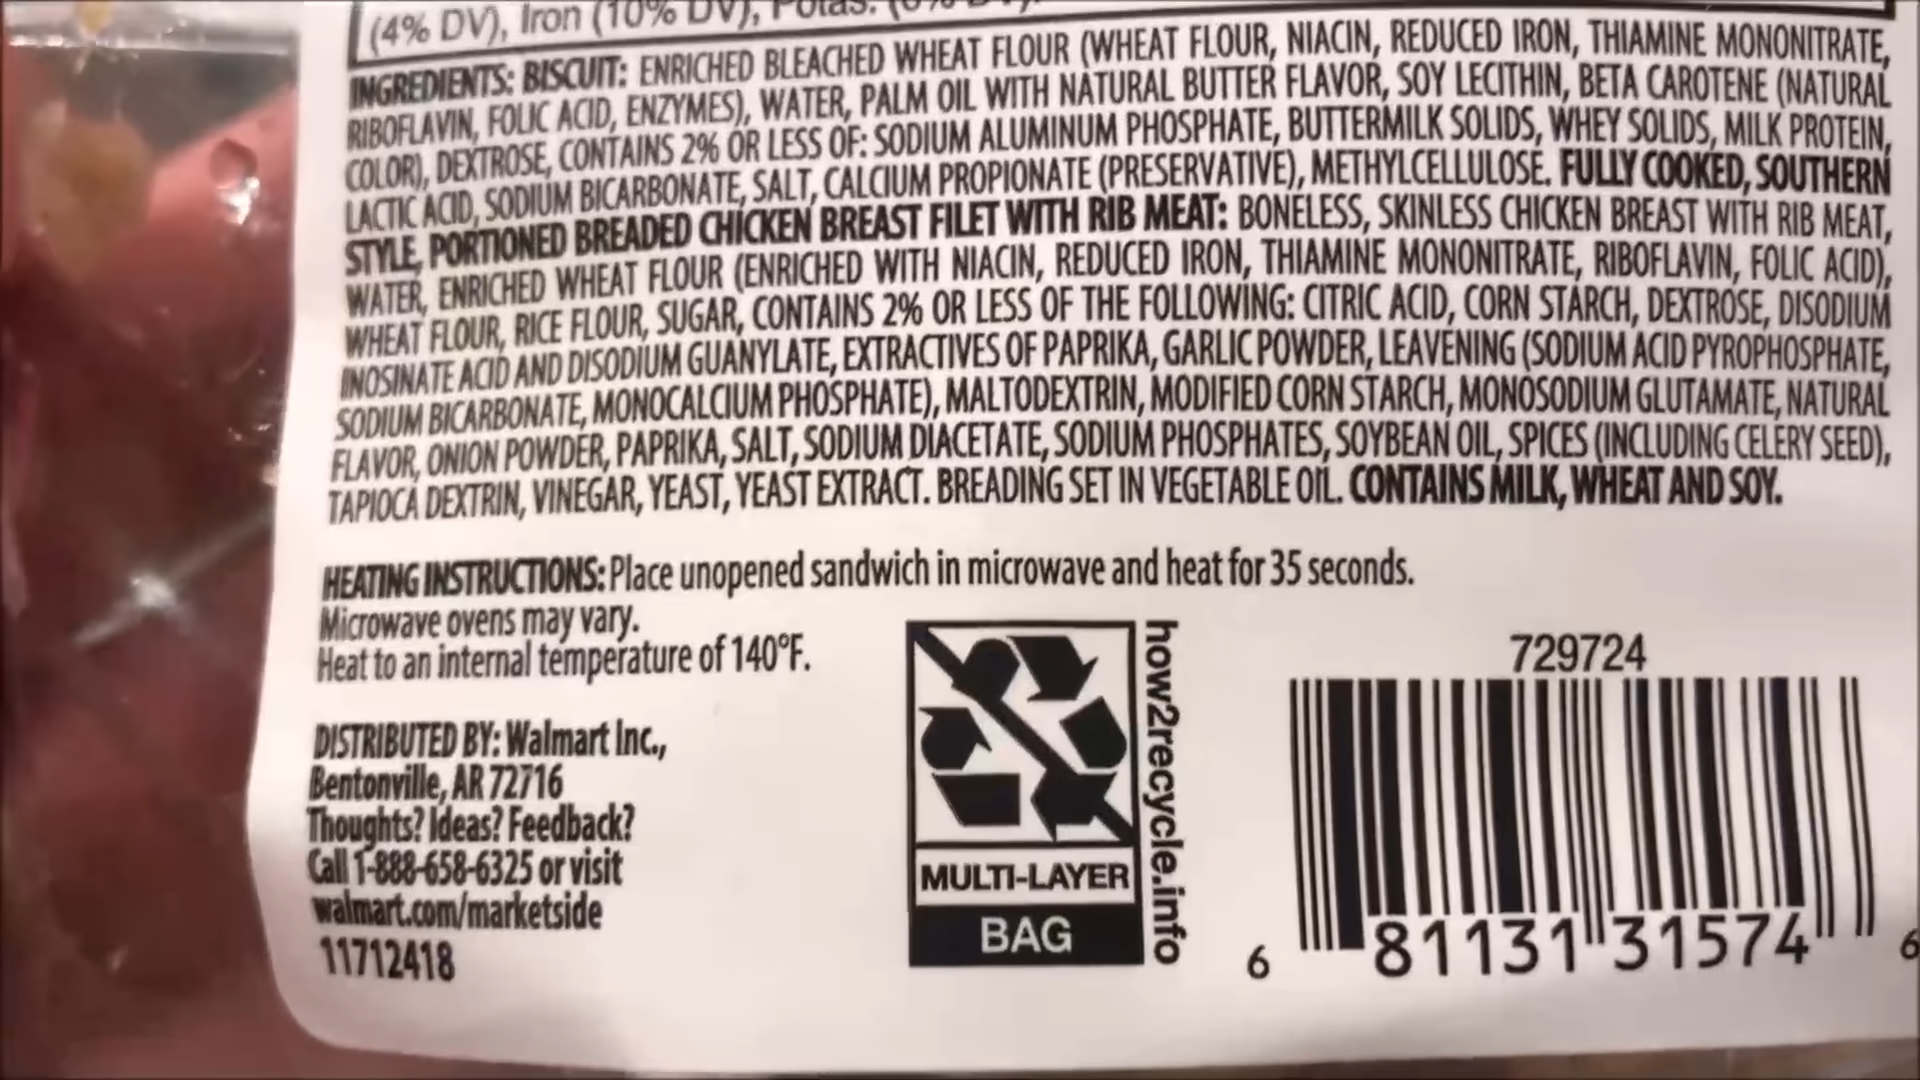 (4% DV), Iron (10% DV), Potas.
INGREDIENTS: BISCUIT: ENRICHED BLEACHED WHEAT FLOUR (WHEAT FLOUR, NIACIN, REDUCED IRON, THIAMINE MONONITRATE,
RIBOFLAVIN, FOLIC ACID, ENZYMES), WATER, PALM OIL WITH NATURAL BUTTER FLAVOR, SOY LECITHIN, BETA CAROTENE (NATURAL
COLOR), DEXTROSE, CONTAINS 2% OR LESS OF: SODIUM ALUMINUM PHOSPHATE, BUTTERMILK SOLIDS, WHEY SOLIDS, MILK PROTEIN,
LACTIC ACID, SODIUM BICARBONATE, SALT, CALCIUM PROPIONATE (PRESERVATIVE), METHYLCELLULOSE. FULLY COOKED, SOUTHERN
STYLE, PORTIONED BREADED CHICKEN BREAST FILET WITH RIB MEAT: BONELESS, SKINLESS CHICKEN BREAST WITH RIB MEAT,
WATER, ENRICHED WHEAT FLOUR (ENRICHED WITH NIACIN, REDUCED IRON, THIAMINE MONONITRATE, RIBOFLAVIN, FOLIC ACID),
WHEAT FLOUR, RICE FLOUR, SUGAR, CONTAINS 2% OR LESS OF THE FOLLOWING: CITRIC ACID, CORN STARCH, DEXTROSE, DISODIUM
INOSINATE ACID AND DISODIUM GUANYLATE, EXTRACTIVES OF PAPRIKA, GARLIC POWDER, LEAVENING (SODIUM ACID PYROPHOSPHATE,
SODIUM BICARBONATE, MONOCALCIUM PHOSPHATE), MALTODEXTRIN, MODIFIED CORN STARCH, MONOSODIUM GLUTAMATE, NATURAL
FLAVOR, ONION POWDER, PAPRIKA, SALT, SODIUM DIACETATE, SODIUM PHOSPHATES, SOYBEAN OIL, SPICES (INCLUDING CELERY SEED),
TAPIOCA DEXTRIN, VINEGAR, YEAST, YEAST EXTRACT. BREADING SET IN VEGETABLE OIL. CONTAINS MILK, WHEAT AND SOY.
HEATING INSTRUCTIONS: Place unopened sandwich in microwave and heat for 35 seconds.
Microwave ovens may vary.
Heat to an internal temperature of 140°F.
DISTRIBUTED BY: Walmart Inc.,
Bentonville, AR 72716
Thoughts? Ideas? Feedback?
Call 1-888-658-6325 or visit
walmart.com/marketside
11712418
MULTI-LAYER
BAG
how2recycle.info
729724
6 81131 31574 6